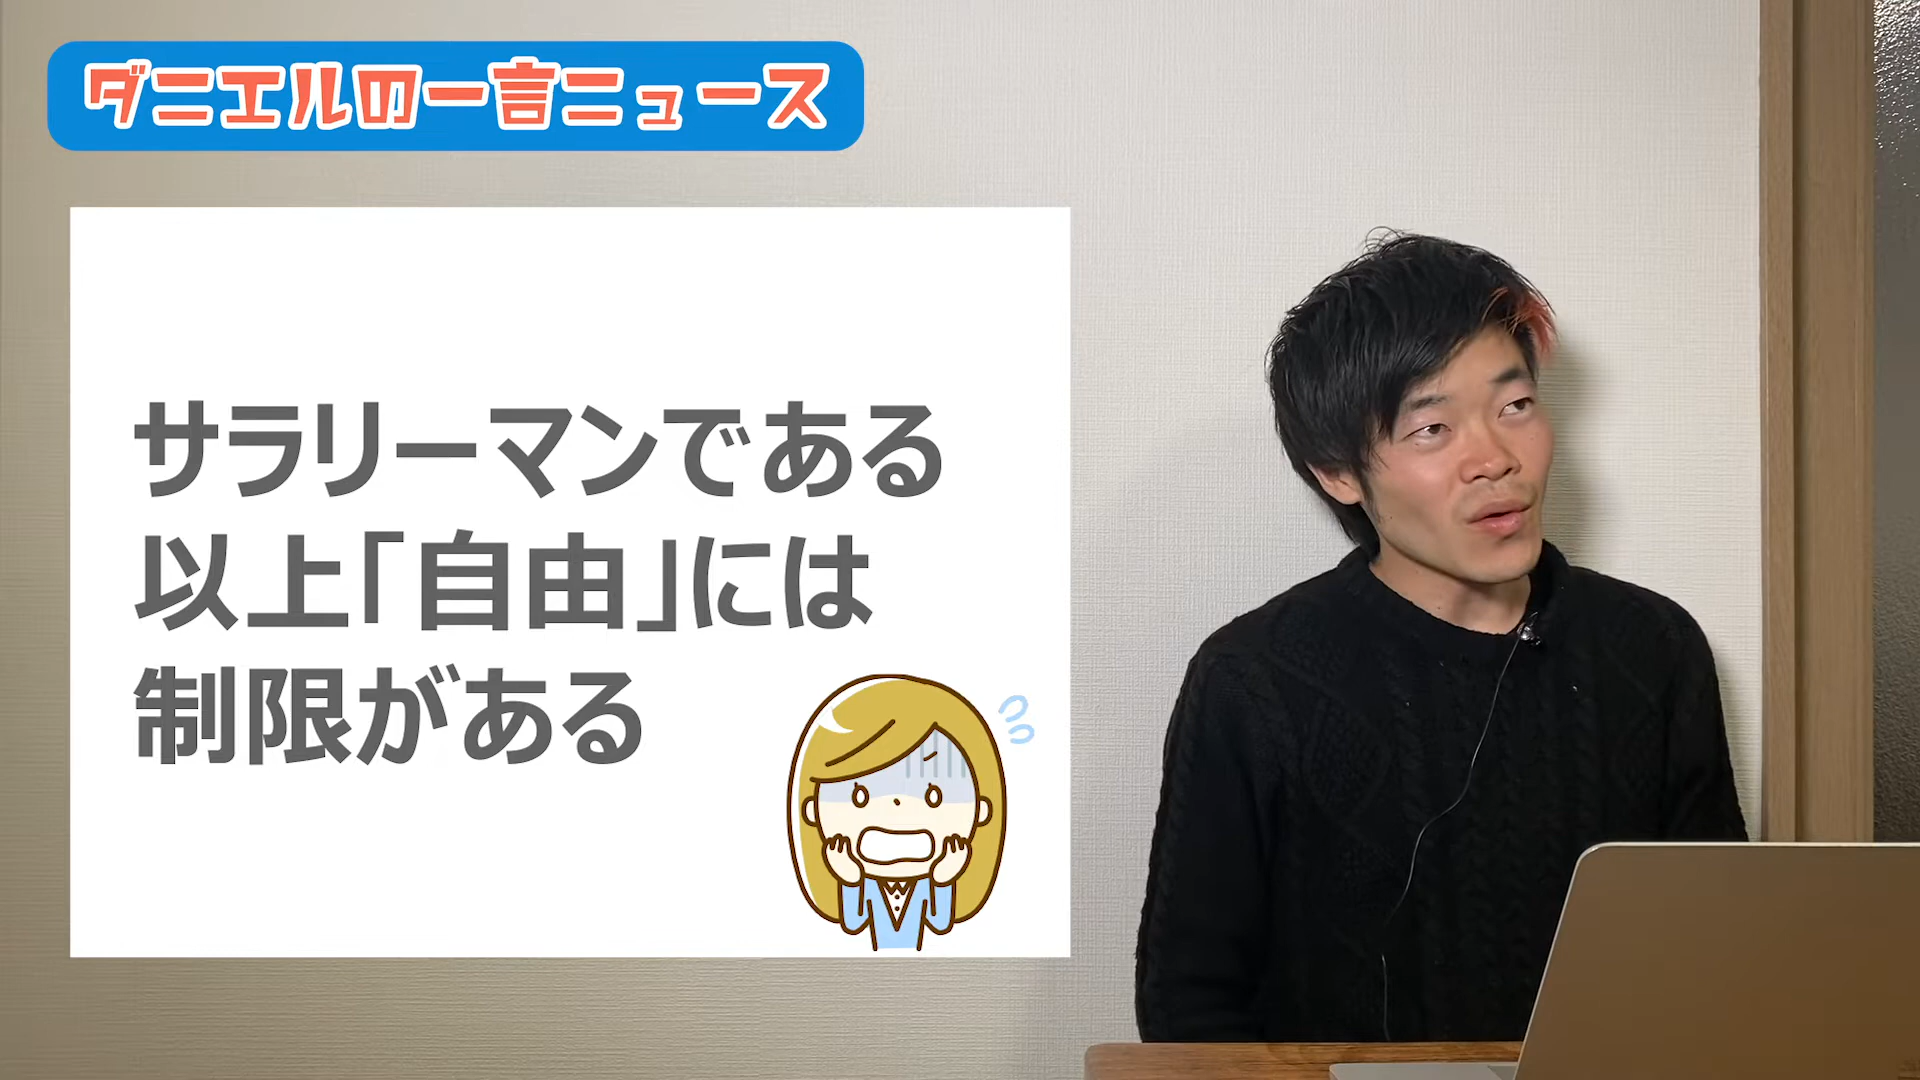 ダニエルの一言ニュース
サラリーマンである
以上「自由」には
制限がある